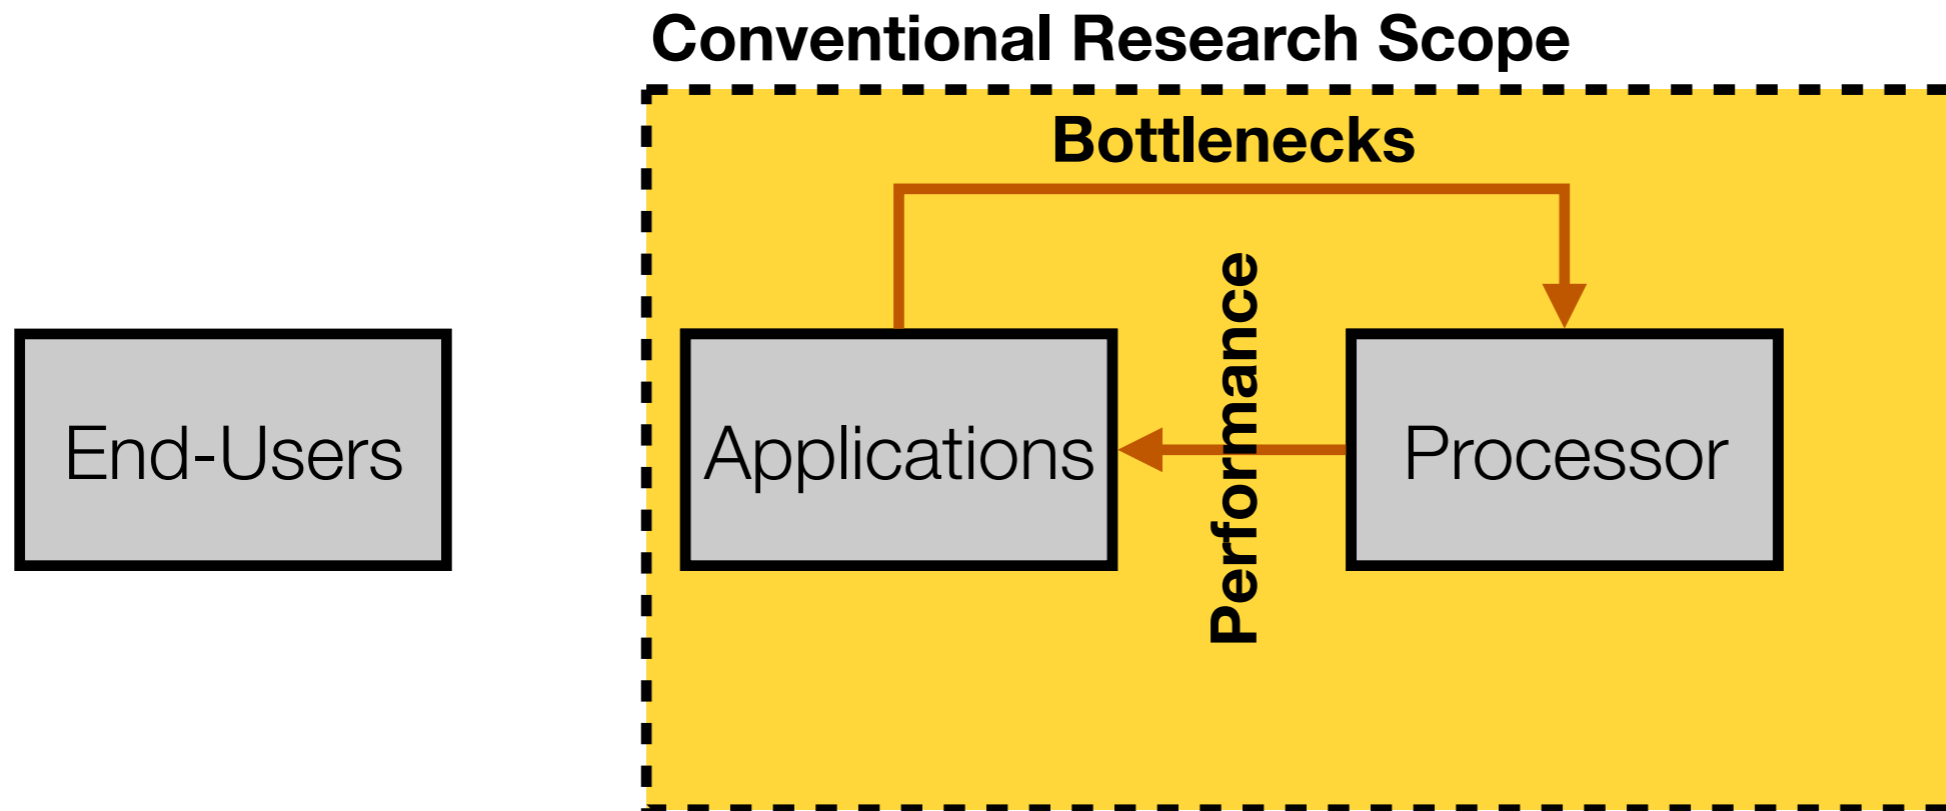 Conventional Research Scope
Bottlenecks
End-Users
Applications
Performance
Processor